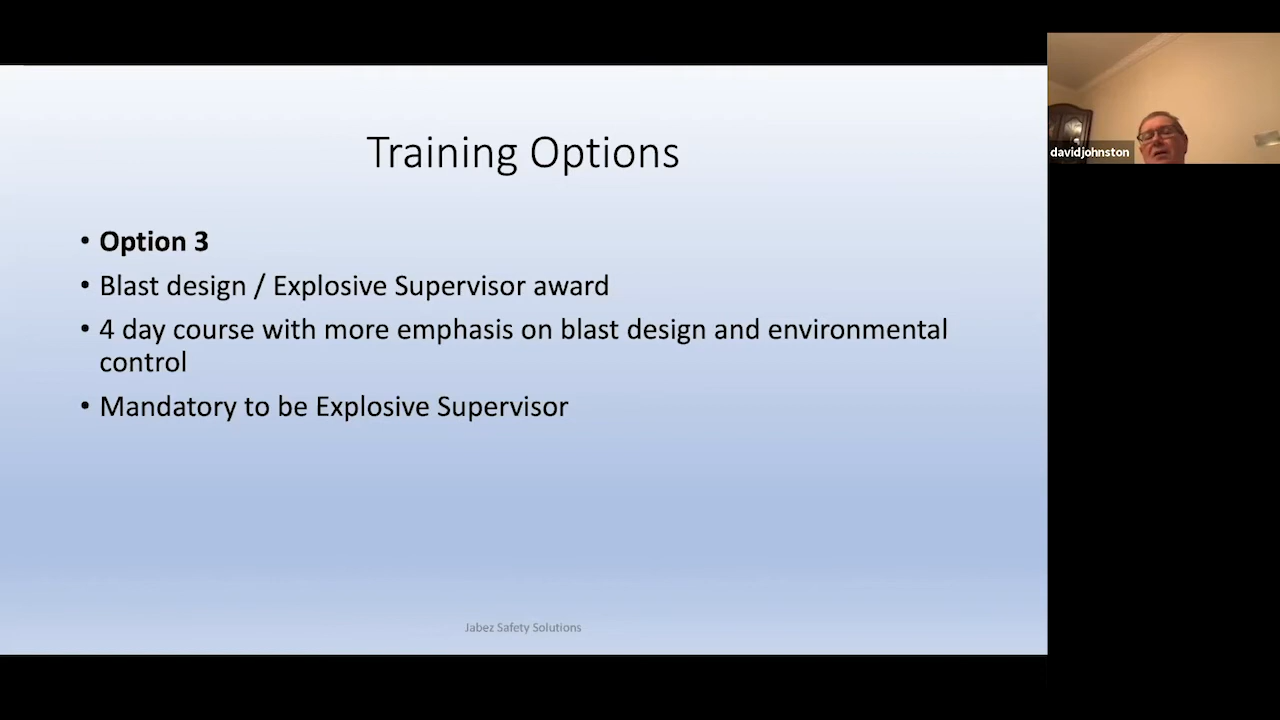 Training Options
• Option 3
• Blast design / Explosive Supervisor award
• 4 day course with more emphasis on blast design and environmental
control
• Mandatory to be Explosive Supervisor
Jabez Safety Solutions
davidjohnston